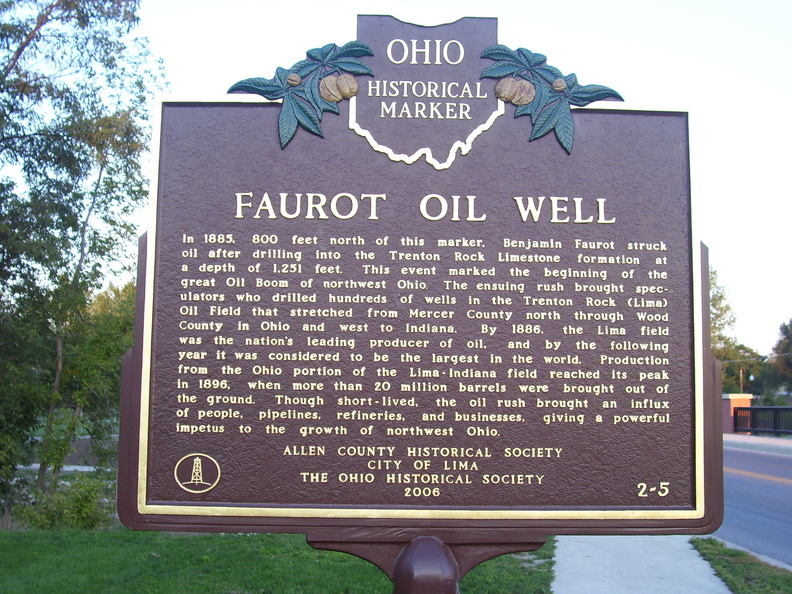 OHIO
HISTORICAL
MARKER
FAUROT OIL WELL
In 1885, 800 feet north of this marker, Benjamin Faurot struck
oil after drilling into the Trenton Rock Limestone formation at
a depth of 1,251 feet. This event marked the beginning of the
great Oil Boom of northwest Ohio. The ensuing rush brought spec-
ulators who drilled hundreds of wells in the Trenton Rock (Lima)
Oil Field that stretched from Mercer County north through Wood
County in Ohio and west to Indiana. By 1886, the Lima field
was the nation's leading producer of oil, and by the following
year it was considered to be the largest in the world. Production
from the Ohio portion of the Lima-Indiana field reached its peak
in 1896, when more than 20 million barrels were brought out of
the ground. Though short-lived, the oil rush brought an influx
of people, pipelines, refineries, and businesses, giving a powerful
impetus to the growth of northwest Ohio.
ALLEN COUNTY HISTORICAL SOCIETY
CITY OF LIMA
THE OHIO HISTORICAL SOCIETY
2006
2-5